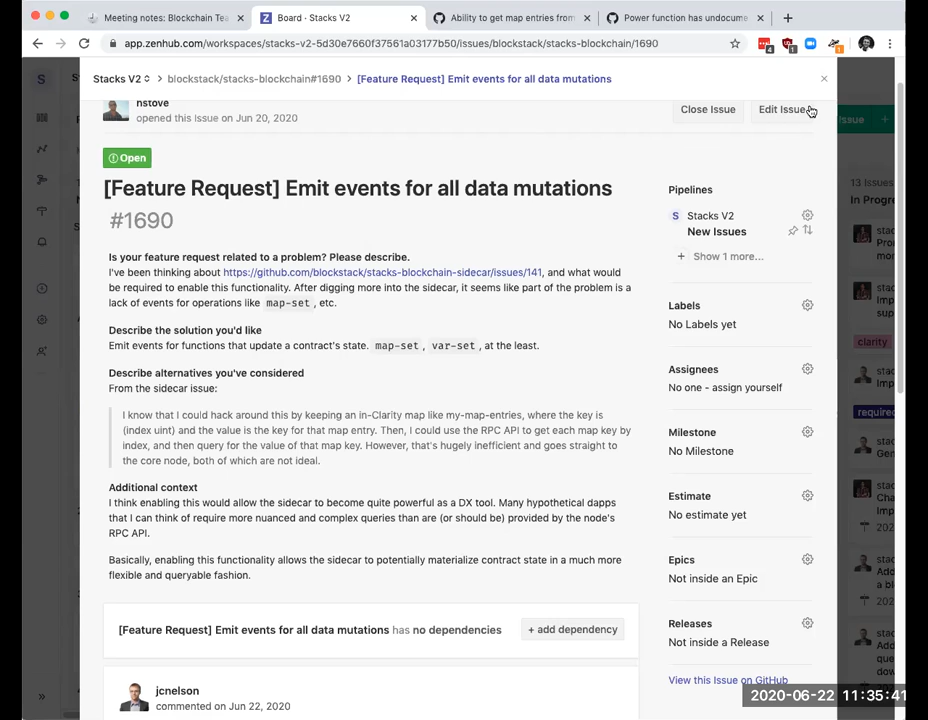 Meeting notes: Blockchain Tea
Board · Stacks V2
Ability to get map entries from
Power function has undocume
app.zenhub.com/workspaces/stacks-v2-5d30e7660f37561a03177b50/issues/blockstack/stacks-blockchain/1690
Stacks V2 blockstack/stacks-blockchain#1690 [Feature Request] Emit events for all data mutations
hstove
opened this Issue on Jun 20, 2020
Close Issue
Edit Issue
Open
[Feature Request] Emit events for all data mutations
#1690
Is your feature request related to a problem? Please describe.
I've been thinking about https://github.com/blockstack/stacks-blockchain-sidecar/issues/141, and what would
be required to enable this functionality. After digging more into the sidecar, it seems like part of the problem is a
lack of events for operations like map-set, etc.
Describe the solution you'd like
Emit events for functions that update a contract's state. map-set, var-set, at the least.
Describe alternatives you've considered
From the sidecar issue:
I know that I could hack around this by keeping an in-Clarity map like my-map-entries, where the key is
(index uint) and the value is the key for that map entry. Then, I could use the RPC API to get each map key by
index, and then query for the value of that map key. However, that's hugely inefficient and goes straight to
the core node, both of which are not ideal.
Additional context
I think enabling this would allow the sidecar to become quite powerful as a DX tool. Many hypothetical dapps
that I can think of require more nuanced and complex queries than are (or should be) provided by the node's
RPC API.
Basically, enabling this functionality allows the sidecar to potentially materialize contract state in a much more
flexible and queryable fashion.
[Feature Request] Emit events for all data mutations has no dependencies
+ add dependency
jcnelson
commented on Jun 22, 2020
Pipelines
S Stacks V2
New Issues
+ Show 1 more...
Labels
No Labels yet
Assignees
No one - assign yourself
Milestone
No Milestone
Estimate
No estimate yet
Epics
Not inside an Epic
Releases
Not inside a Release
View this Issue on GitHub
S
ssue +
13 Issues
In Progre
clarity
required
2020-06-22 11:35:41